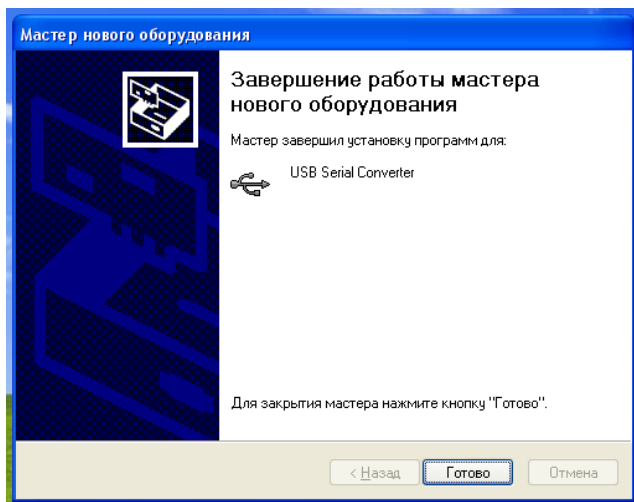 Мастер нового оборудования
Завершение работы мастера
нового оборудования
Мастер завершил установку программ для:
USB Serial Converter
Для закрытия мастера нажмите кнопку "Готово".
< Назад
Готово
Отмена